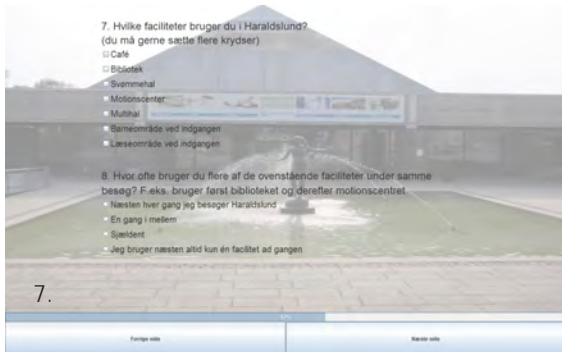 7. Hvilke faciliteter bruger du i Haraldslund?
(du må gerne sætte flere krydser)
Café
Bibliotek
Svømmehal
Motionscenter
Multihal
Børneområde ved indgangen
Læseområde ved indgangen
8. Hvor ofte bruger du flere af de ovenstående faciliteter under samme
besøg? F.eks. bruger først biblioteket og derefter motionscentret
Næsten hver gang jeg besøger Haraldslund
En gang i mellem
Sjældent
Jeg bruger næsten altid kun én facilitet ad gangen
7.
Forrige side
Næste side